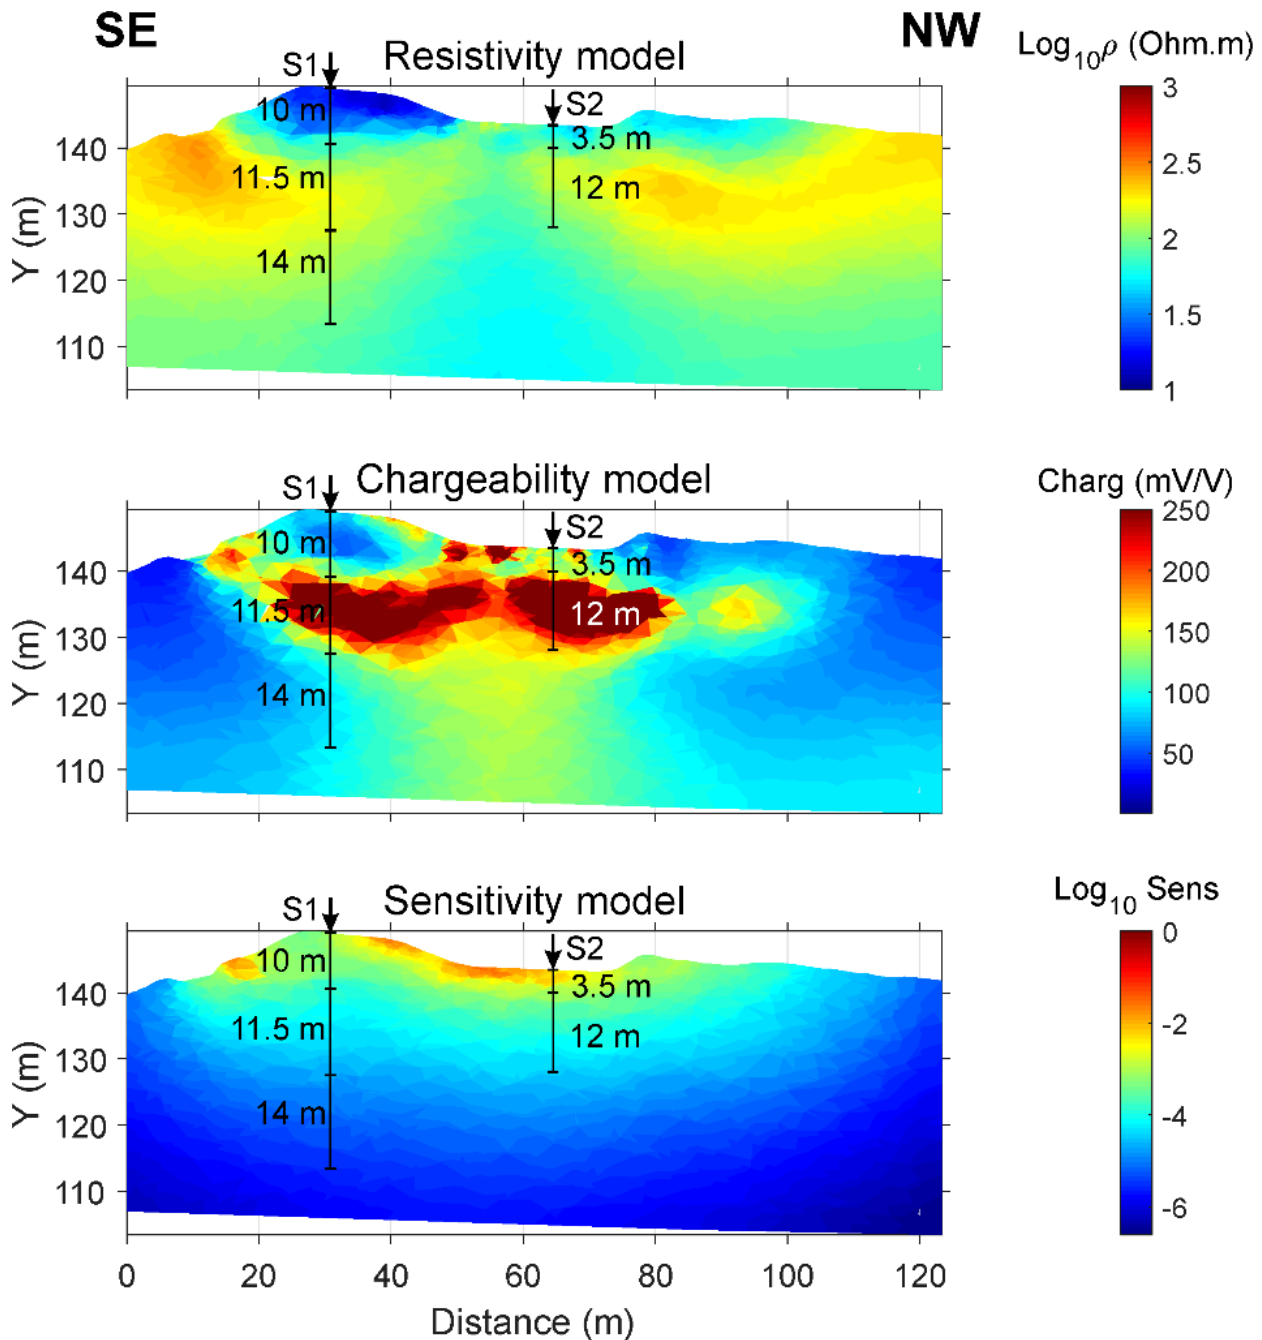 SE
NW
Resistivity model
Log₁₀ρ (Ohm.m)
S1
S2
10 m
3.5 m
11.5 m
12 m
14 m
Y (m)
140
130
120
110
3
2.5
2
1.5
1
Chargeability model
Charg (mV/V)
S1
S2
10 m
3.5 m
11.5 m
12 m
14 m
Y (m)
140
130
120
110
250
200
150
100
50
Sensitivity model
Log₁₀ Sens
S1
S2
10 m
3.5 m
11.5 m
12 m
14 m
Y (m)
140
130
120
110
0
-2
-4
-6
0 20 40 60 80 100 120
Distance (m)